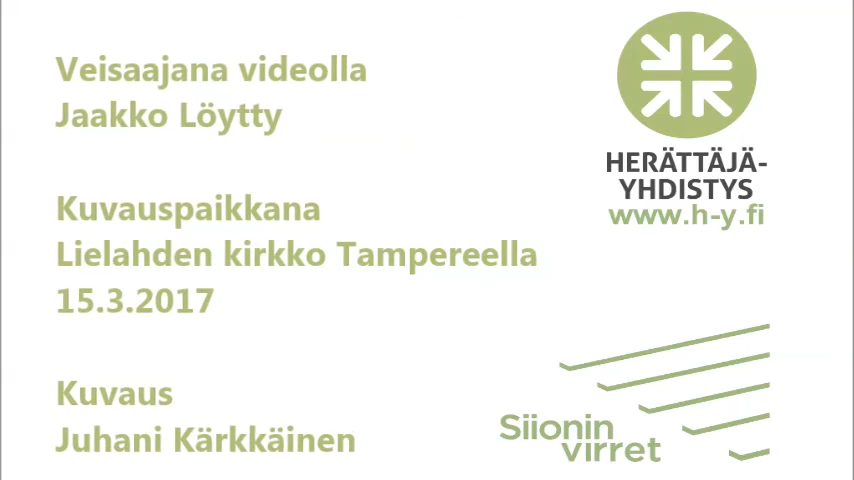 Veisaajana videolla
Jaakko Löytty
Kuvauspaikkana
Lielahden kirkko Tampereella
15.3.2017
Kuvaus
Juhani Kärkkäinen
HERÄTTÄJÄ-
YHDISTYS
www.h-y.fi
Siionin
virret